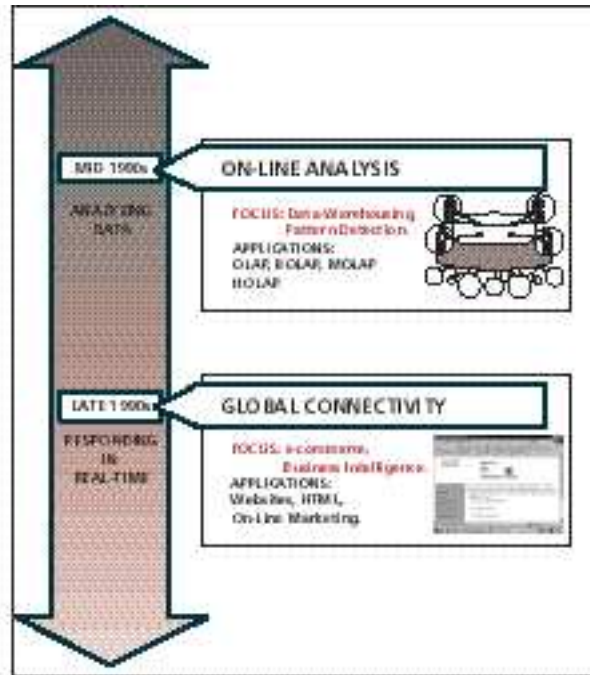 MID 1990s
ON-LINE ANALYSIS
ANALYZING
DATA
FOCUS: Data-Warehousing,
Pattern Detection.
APPLICATIONS:
OLAP, ROLAP, MOLAP
HOLAP
LATE 1990s
GLOBAL CONNECTIVITY
RESPONDING
IN
REAL-TIME
FOCUS: e-commerce,
Business Intelligence.
APPLICATIONS:
Websites, HTML,
On-Line Marketing.